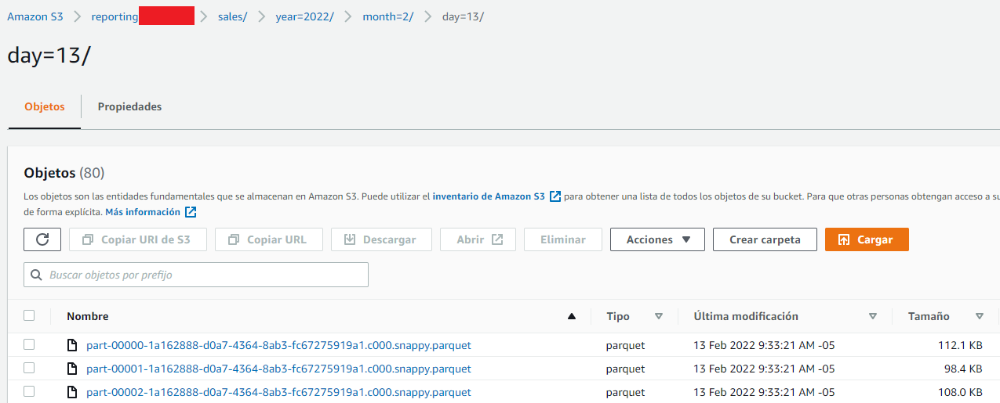 Amazon S3 > reporting > sales/ > year=2022/ > month=2/ > day=13/
day=13/
Objetos Propiedades
Objetos (80)
Los objetos son las entidades fundamentales que se almacenan en Amazon S3. Puede utilizar el inventario de Amazon S3 para obtener una lista de todos los objetos de su bucket. Para que otras personas obtengan acceso a su
de forma explícita. Más información
Copiar URI de S3 Copiar URL Descargar Abrir Eliminar Acciones Crear carpeta Cargar
Buscar objetos por prefijo
Nombre Tipo Última modificación Tamaño
part-00000-1a162888-d0a7-4364-8ab3-fc67275919a1.c000.snappy.parquet parquet 13 Feb 2022 9:33:21 AM -05 112.1 KB
part-00001-1a162888-d0a7-4364-8ab3-fc67275919a1.c000.snappy.parquet parquet 13 Feb 2022 9:33:21 AM -05 98.4 KB
part-00002-1a162888-d0a7-4364-8ab3-fc67275919a1.c000.snappy.parquet parquet 13 Feb 2022 9:33:21 AM -05 108.0 KB